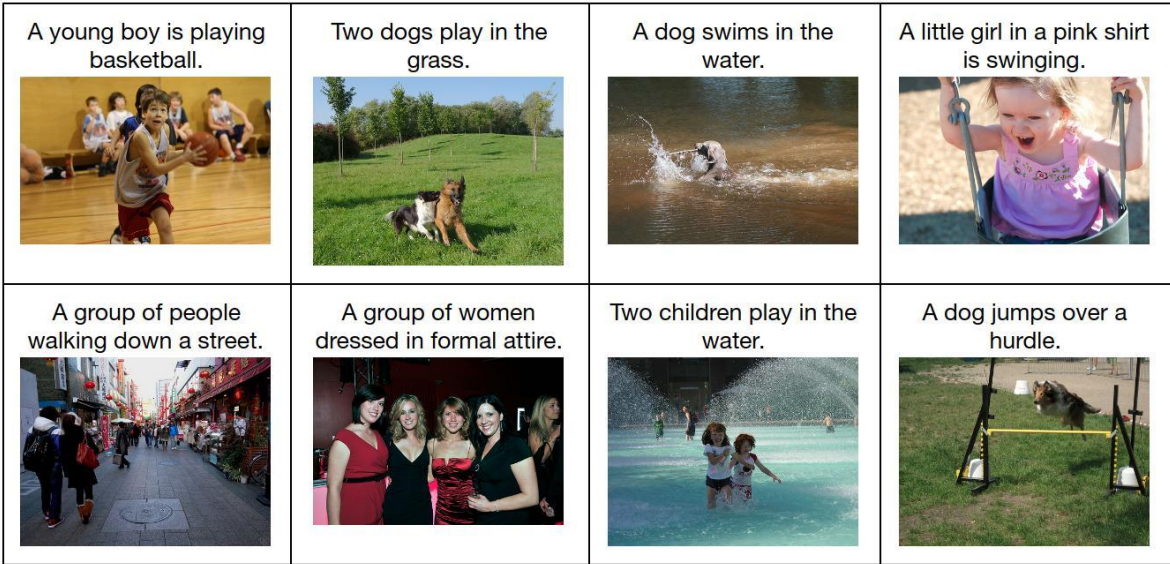 A young boy is playing
basketball.
Two dogs play in the
grass.
A dog swims in the
water.
A little girl in a pink shirt
is swinging.
A group of people
walking down a street.
A group of women
dressed in formal attire.
Two children play in the
water.
A dog jumps over a
hurdle.